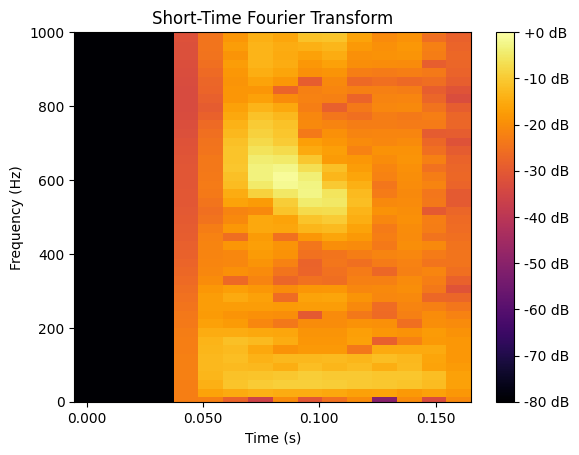 Short-Time Fourier Transform
1000
800
600
400
200
0
Frequency (Hz)
0.000
0.050
0.100
0.150
Time (s)
+0 dB
-10 dB
-20 dB
-30 dB
-40 dB
-50 dB
-60 dB
-70 dB
-80 dB